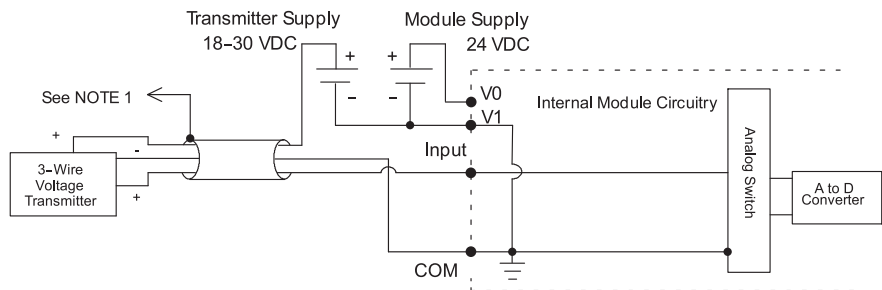 Transmitter Supply
18–30 VDC
Module Supply
24 VDC
+
+
–
–
See NOTE 1
V0
V1
Internal Module Circuitry
Input
+
-
+
3–Wire
Voltage
Transmitter
Analog Switch
A to D
Converter
COM